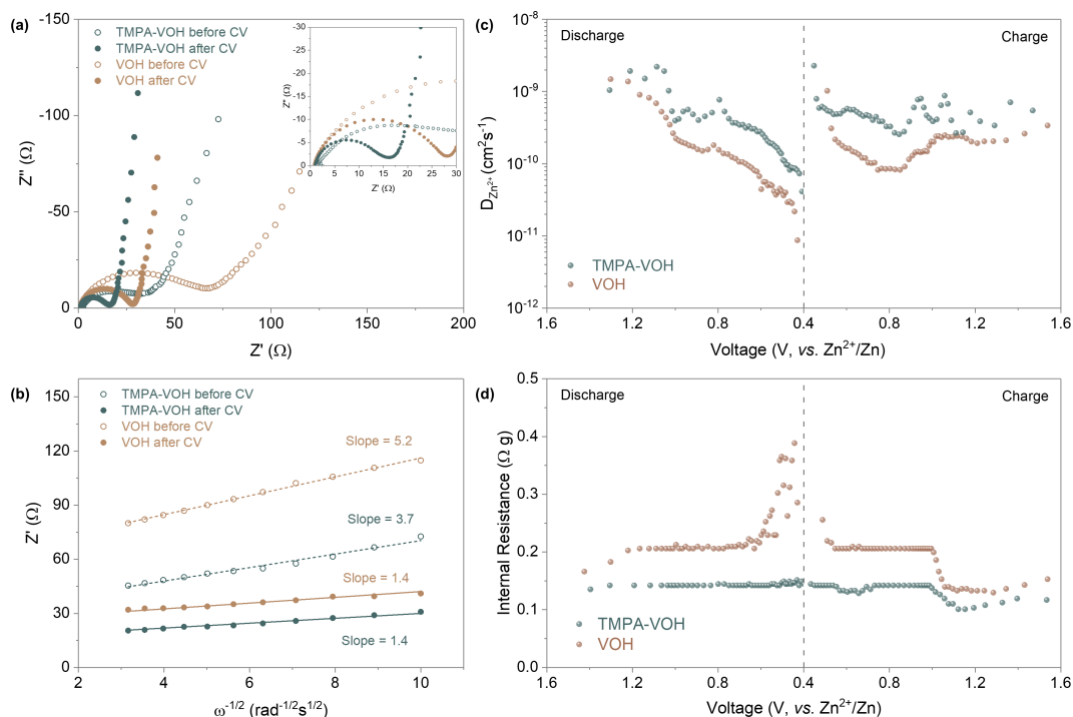 (a)
-150
-100
-50
0
Z'' (Ω)
TMPA-VOH before CV
TMPA-VOH after CV
VOH before CV
VOH after CV
-30
-25
-20
-15
-10
-5
0
Z'' (Ω)
0 5 10 15 20 25 30
Z' (Ω)
0 50 100 150 200
Z' (Ω)
(c)
10⁻⁸
10⁻⁹
10⁻¹⁰
10⁻¹¹
10⁻¹²
D_Zn²⁺ (cm²s⁻¹)
Discharge
Charge
TMPA-VOH
VOH
1.6 1.2 0.8 0.4 0.8 1.2 1.6
Voltage (V, vs. Zn²⁺/Zn)
(b)
150
120
90
60
30
0
Z' (Ω)
TMPA-VOH before CV
TMPA-VOH after CV
VOH before CV
VOH after CV
Slope = 5.2
Slope = 3.7
Slope = 1.4
Slope = 1.4
2 4 6 8 10
ω⁻¹/² (rad⁻¹/²s¹/²)
(d)
0.5
0.4
0.3
0.2
0.1
0.0
Internal Resistance (Ω g)
Discharge
Charge
TMPA-VOH
VOH
1.6 1.2 0.8 0.4 0.8 1.2 1.6
Voltage (V, vs. Zn²⁺/Zn)